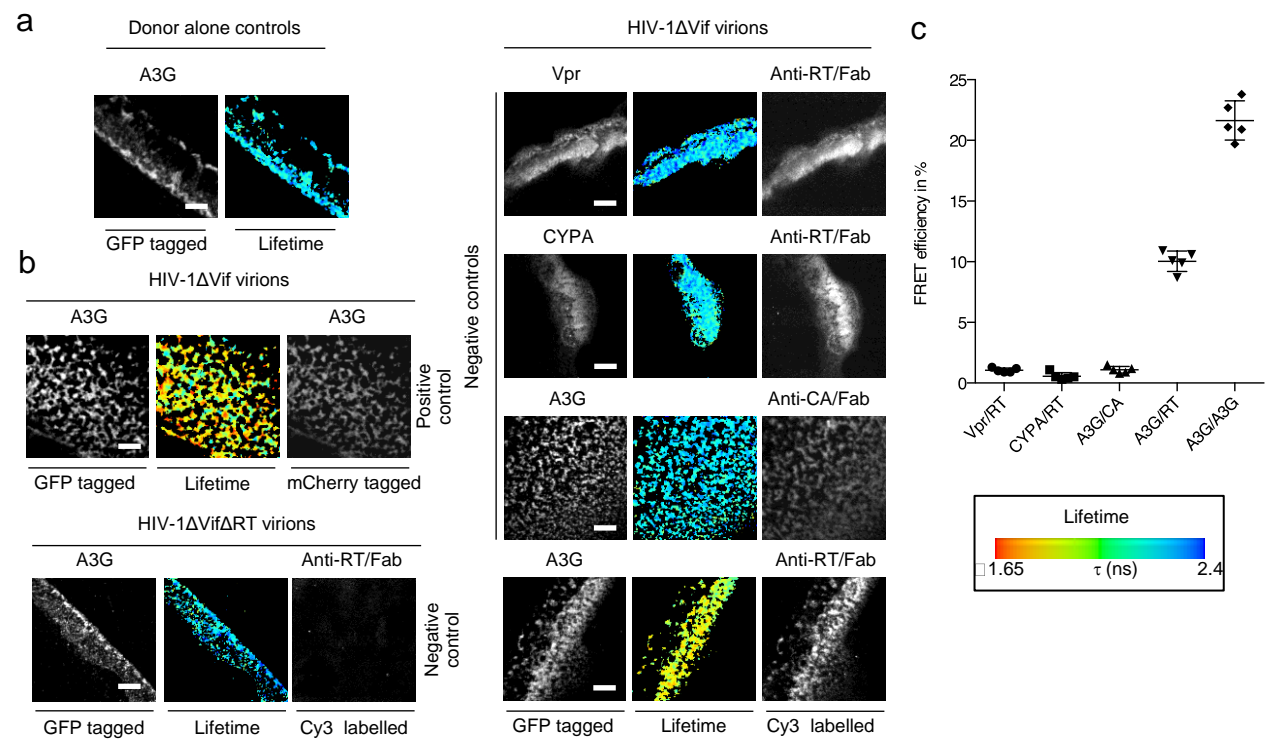 a
Donor alone controls
A3G
GFP tagged
Lifetime
b
HIV-1ΔVif virions
A3G
A3G
Positive
control
GFP tagged
Lifetime
mCherry tagged
HIV-1ΔVifΔRT virions
A3G
Anti-RT/Fab
Negative
control
GFP tagged
Lifetime
Cy3 labelled
HIV-1ΔVif virions
Negative controls
Vpr
Anti-RT/Fab
CYPA
Anti-RT/Fab
A3G
Anti-CA/Fab
A3G
Anti-RT/Fab
GFP tagged
Lifetime
Cy3 labelled
c
FRET efficiency in %
25
20
15
10
5
0
Vpr/RT
CYPA/RT
A3G/CA
A3G/RT
A3G/A3G
Lifetime
1.65 τ (ns) 2.4